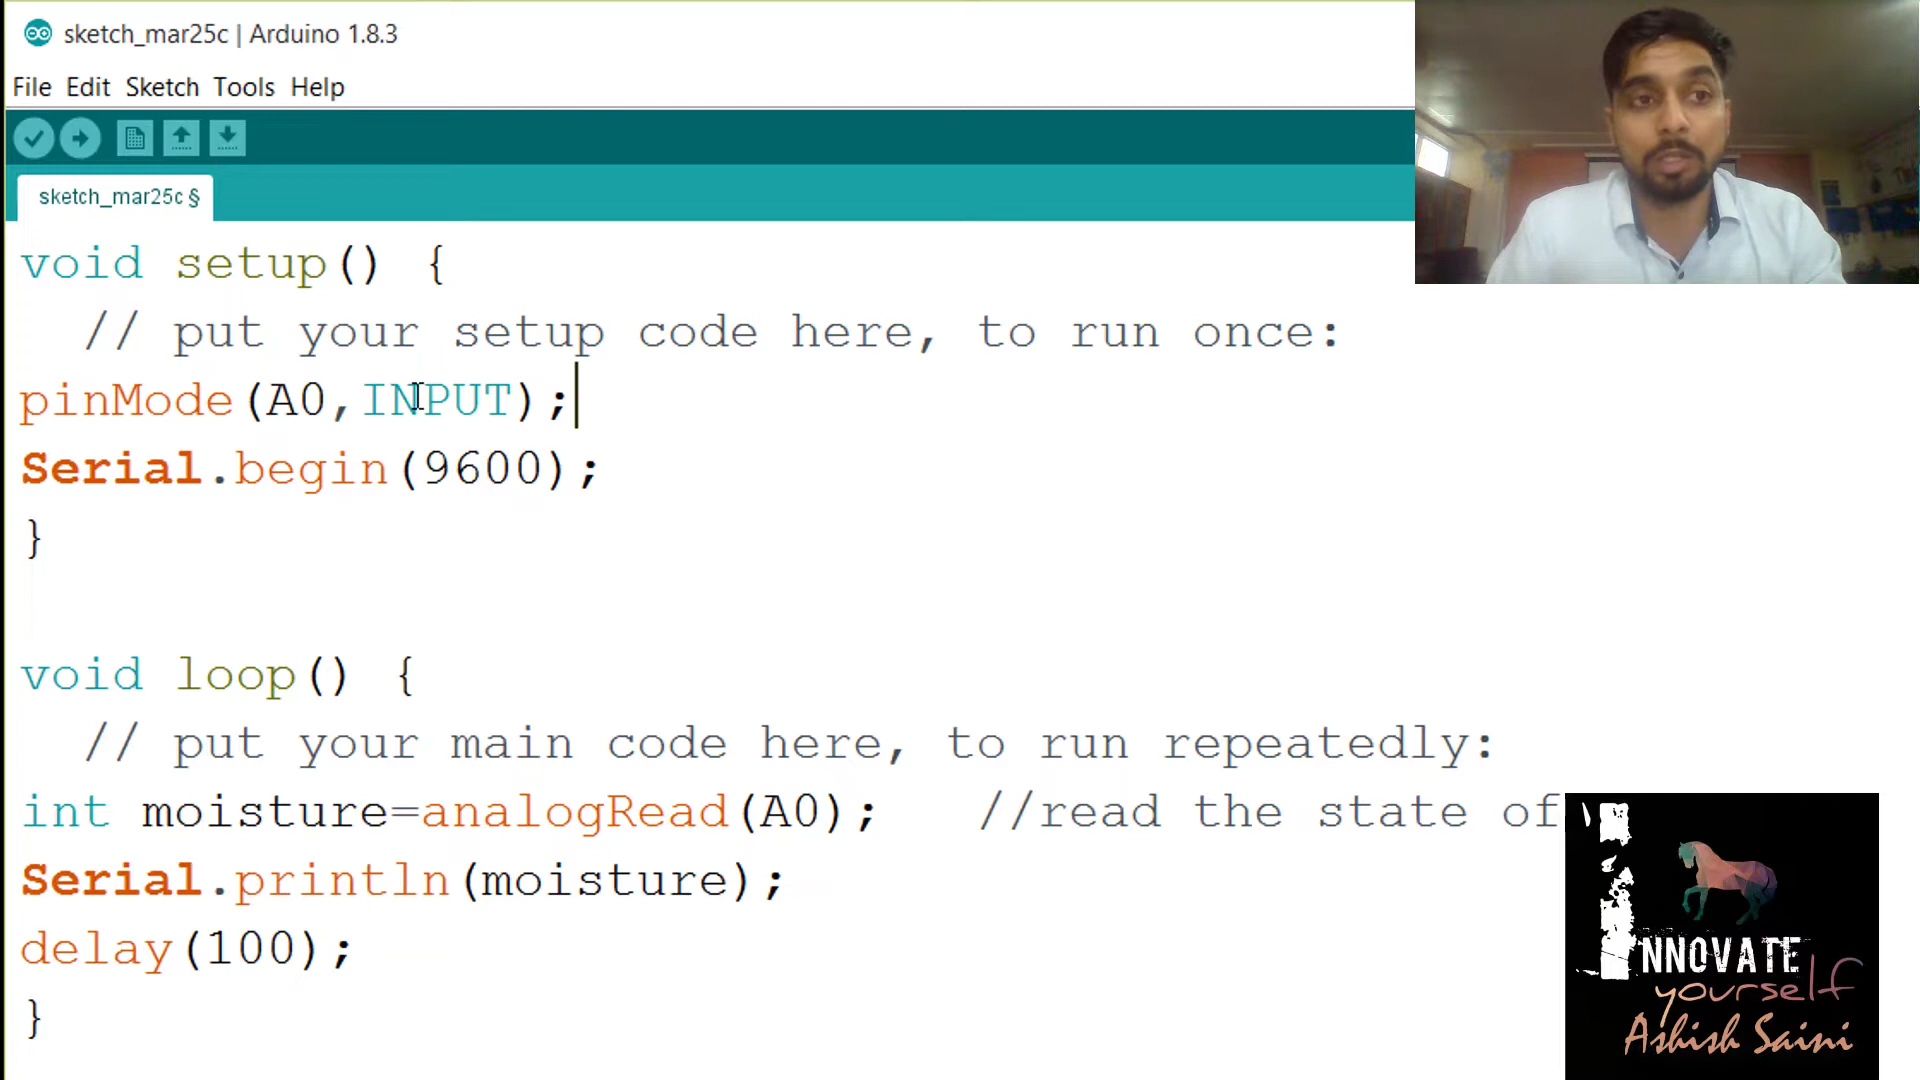 sketch_mar25c | Arduino 1.8.3
File Edit Sketch Tools Help
sketch_mar25c §
void setup() {
// put your setup code here, to run once:
pinMode(A0,INPUT);
Serial.begin(9600);
}
void loop() {
// put your main code here, to run repeatedly:
int moisture=analogRead(A0); //read the state of
Serial.println(moisture);
delay(100);
}
INNOVATE
yourself
Ashish Saini